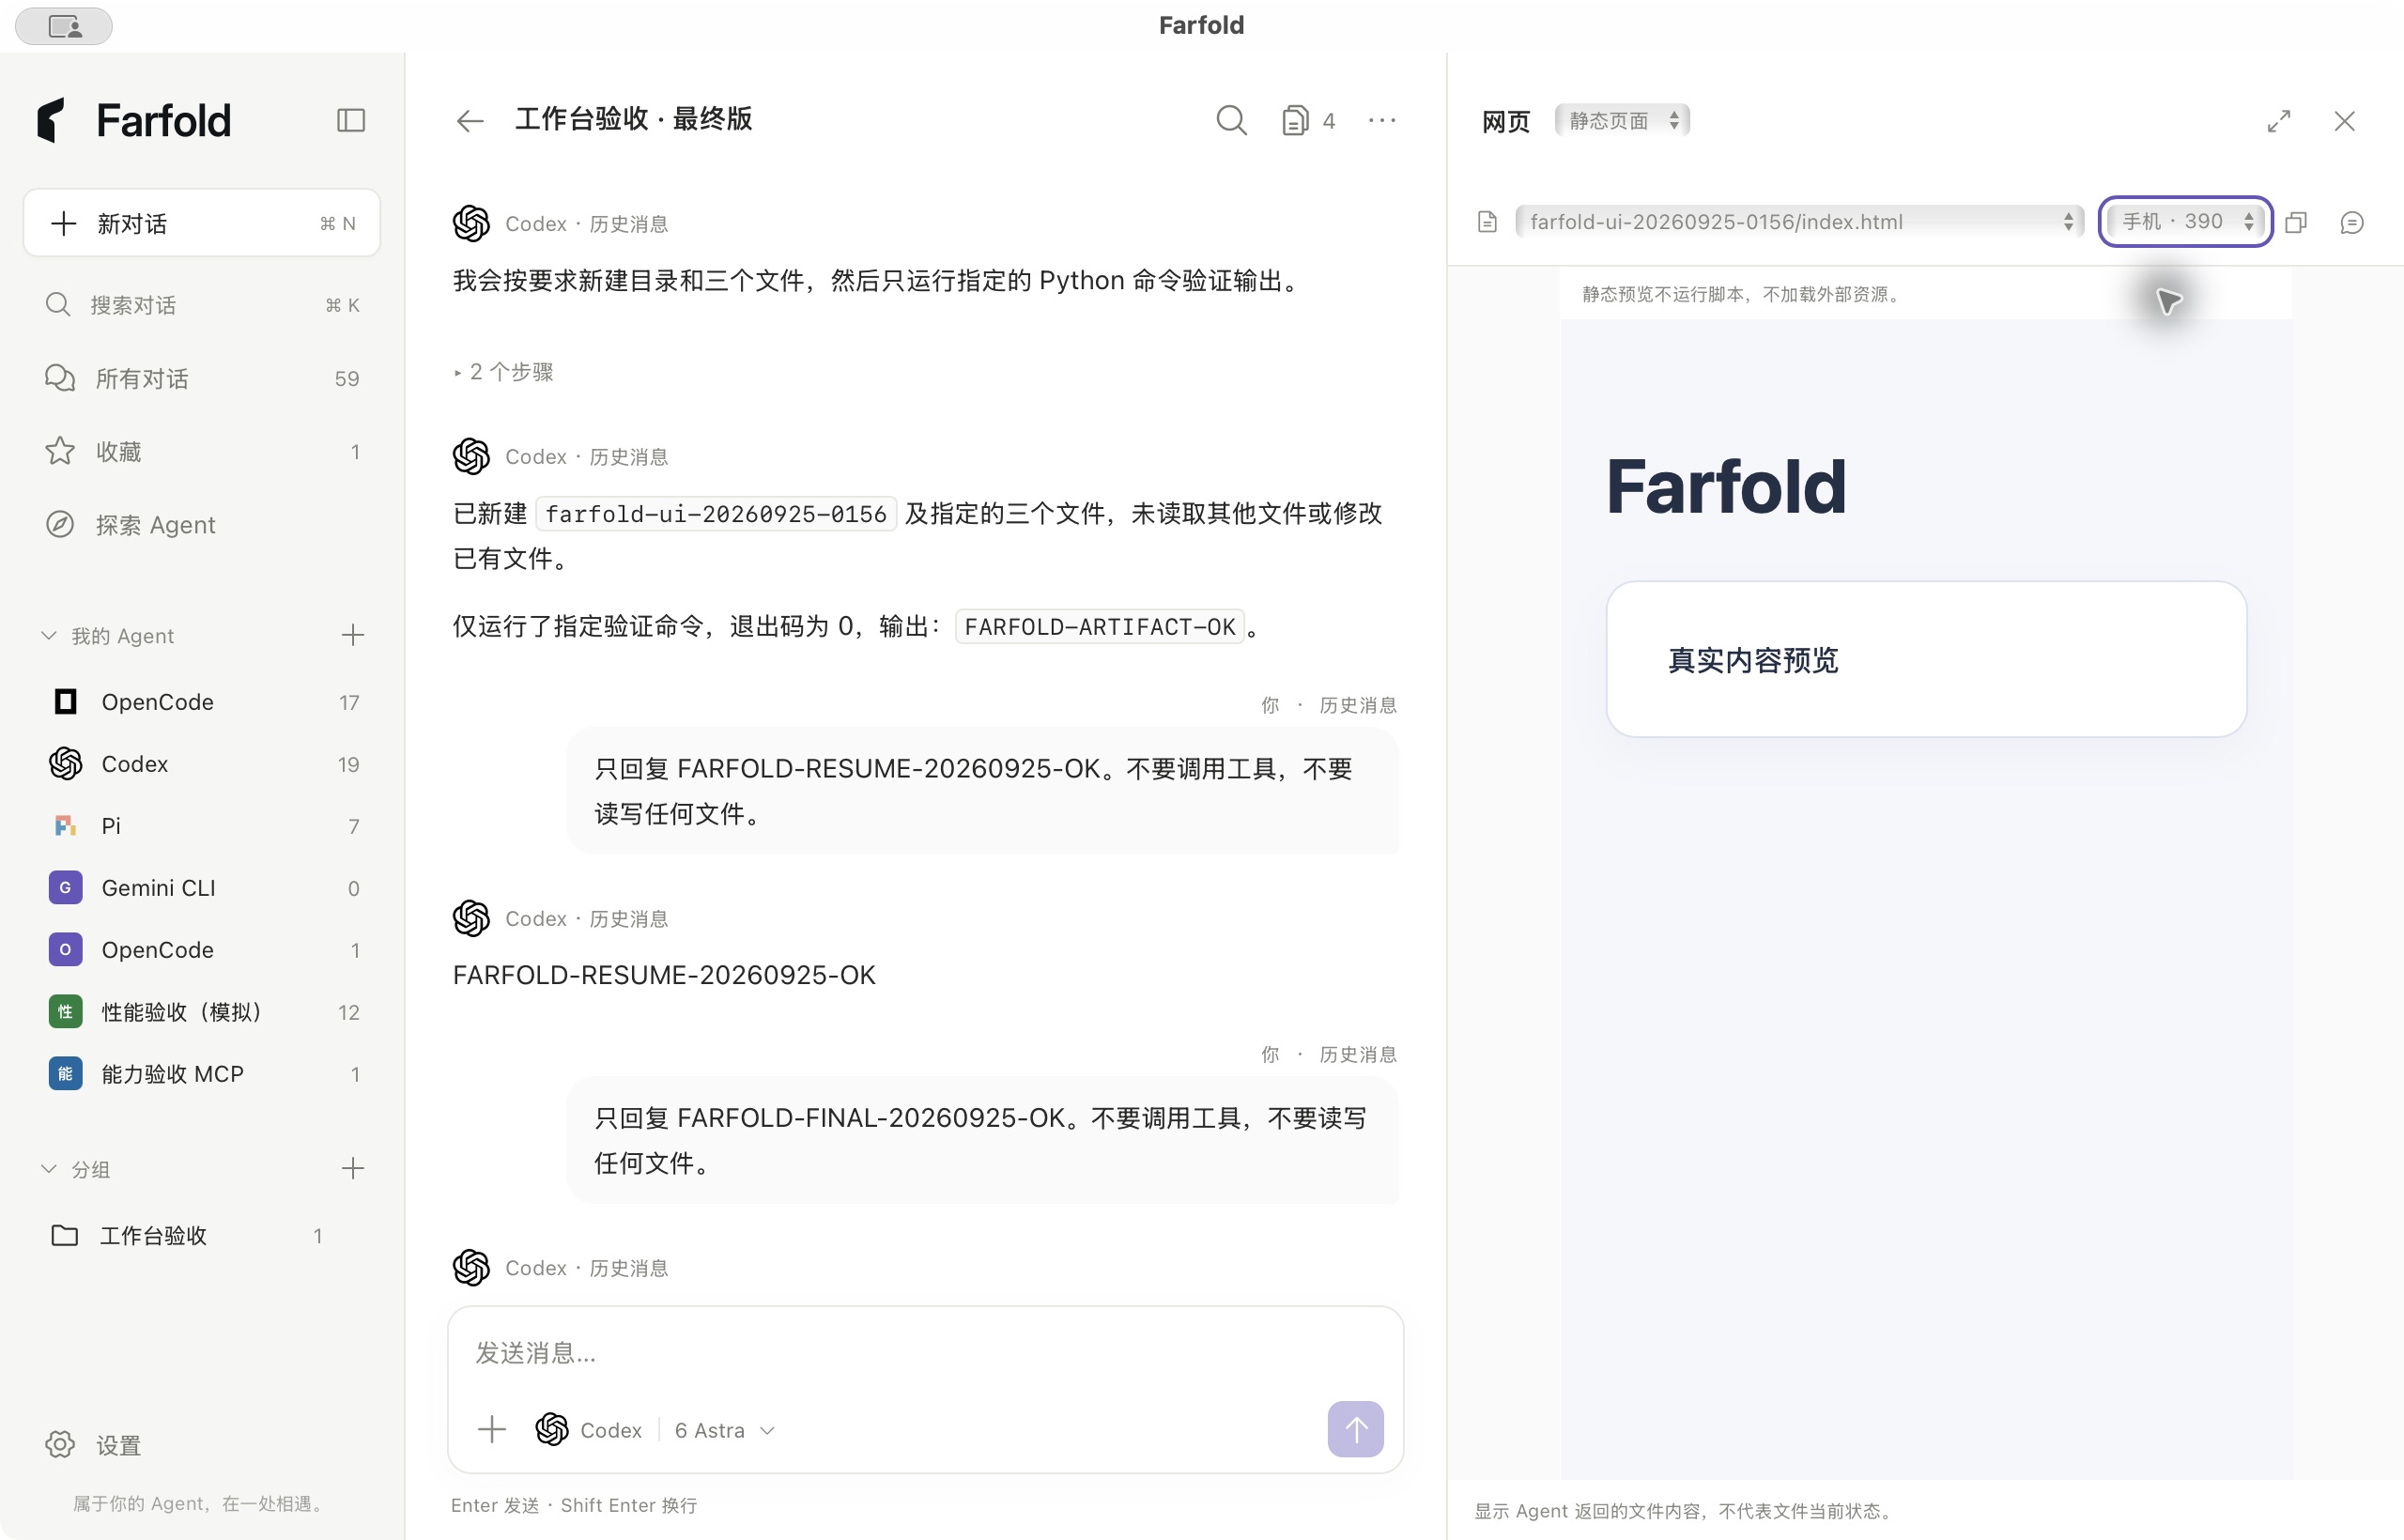 Farfold
Farfold
新对话 ⌘ N
搜索对话 ⌘ K
所有对话 59
收藏 1
探索 Agent
我的 Agent
OpenCode 17
Codex 19
Pi 7
G Gemini CLI 0
O OpenCode 1
性 性能验收（模拟） 12
能 能力验收 MCP 1
分组
工作台验收 1
设置
属于你的 Agent，在一处相遇。
工作台验收 · 最终版 4
Codex · 历史消息
我会按要求新建目录和三个文件，然后只运行指定的 Python 命令验证输出。
2 个步骤
Codex · 历史消息
已新建 farfold-ui-20260925-0156 及指定的三个文件，未读取其他文件或修改
已有文件。
仅运行了指定验证命令，退出码为 0，输出： FARFOLD-ARTIFACT-OK 。
你 · 历史消息
只回复 FARFOLD-RESUME-20260925-OK。不要调用工具，不要
读写任何文件。
Codex · 历史消息
FARFOLD-RESUME-20260925-OK
你 · 历史消息
只回复 FARFOLD-FINAL-20260925-OK。不要调用工具，不要读写
任何文件。
Codex · 历史消息
发送消息...
Codex 6 Astra
Enter 发送 · Shift Enter 换行
网页 静态页面
farfold-ui-20260925-0156/index.html 手机 · 390
静态预览不运行脚本，不加载外部资源。
Farfold
真实内容预览
显示 Agent 返回的文件内容，不代表文件当前状态。